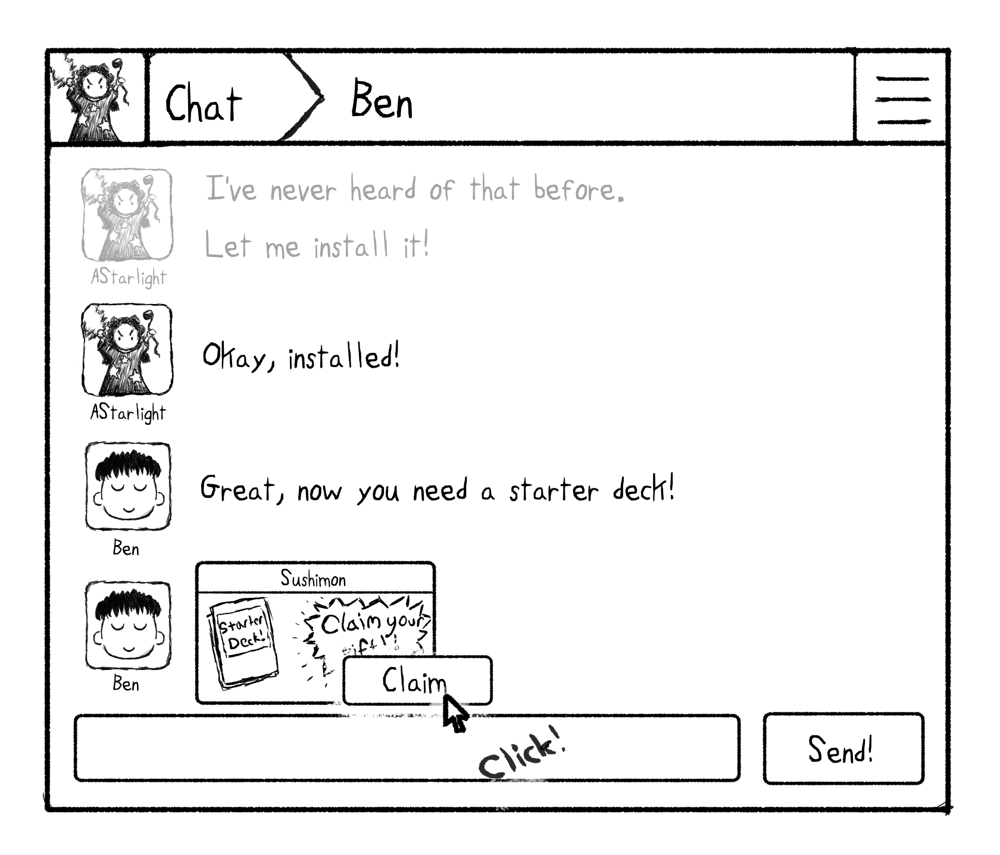 Chat
Ben
I've never heard of that before.
Let me install it!
AStarlight
Okay, installed!
AStarlight
Great, now you need a starter deck!
Ben
Sushimon
Starter
Deck!
Claim your
gift!
Claim
Ben
Click!
Send!